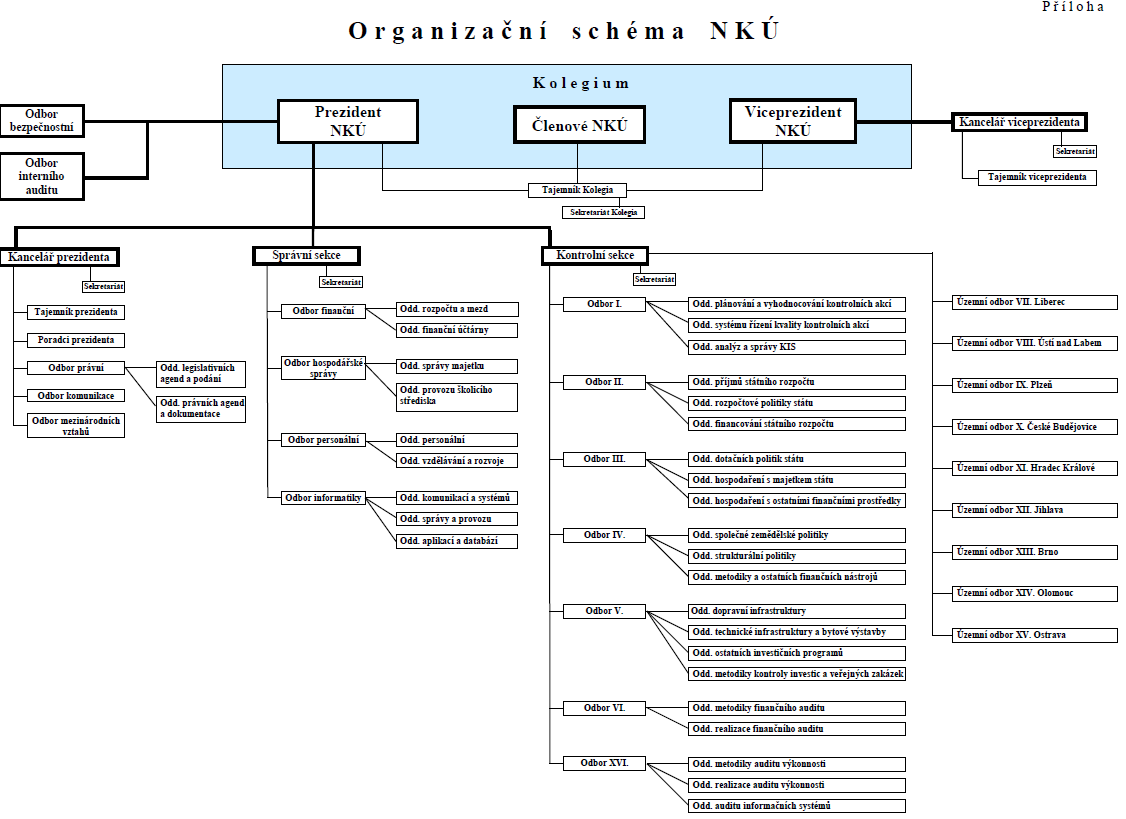 Příloha
Organizační schéma NKÚ
Kolegium
Odbor
bezpečnostní
Prezident
NKÚ
Členové NKÚ
Viceprezident
NKÚ
Kancelář viceprezidenta
Sekretariát
Tajemník viceprezidenta
Odbor
interního
auditu
Tajemník Kolegia
Sekretariát Kolegia
Kancelář prezidenta
Sekretariát
Tajemník prezidenta
Poradci prezidenta
Odbor právní
Odd. legislativních
agend a podání
Odd. právních agend
a dokumentace
Odbor komunikace
Odbor mezinárodních
vztahů
Správní sekce
Sekretariát
Odbor finanční
Odd. rozpočtu a mezd
Odd. finanční účtárny
Odbor hospodářské
správy
Odd. správy majetku
Odd. provozu školicího
střediska
Odbor personální
Odd. personální
Odd. vzdělávání a rozvoje
Odbor informatiky
Odd. komunikací a systémů
Odd. správy a provozu
Odd. aplikací a databází
Kontrolní sekce
Sekretariát
Odbor I.
Odd. plánování a vyhodnocování kontrolních akcí
Odd. systému řízení kvality kontrolních akcí
Odd. analýz a správy KIS
Odbor II.
Odd. příjmů státního rozpočtu
Odd. rozpočtové politiky státu
Odd. financování státního rozpočtu
Odbor III.
Odd. dotačních politik státu
Odd. hospodaření s majetkem státu
Odd. hospodaření s ostatními finančními prostředky
Odbor IV.
Odd. společné zemědělské politiky
Odd. strukturální politiky
Odd. metodiky a ostatních finančních nástrojů
Odbor V.
Odd. dopravní infrastruktury
Odd. technické infrastruktury a bytové výstavby
Odd. ostatních investičních programů
Odd. metodiky kontroly investic a veřejných zakázek
Odbor VI.
Odd. metodiky finančního auditu
Odd. realizace finančního auditu
Odbor XVI.
Odd. metodiky auditu výkonnosti
Odd. realizace auditu výkonnosti
Odd. auditu informačních systémů
Územní odbor VII. Liberec
Územní odbor VIII. Ústí nad Labem
Územní odbor IX. Plzeň
Územní odbor X. České Budějovice
Územní odbor XI. Hradec Králové
Územní odbor XII. Jihlava
Územní odbor XIII. Brno
Územní odbor XIV. Olomouc
Územní odbor XV. Ostrava